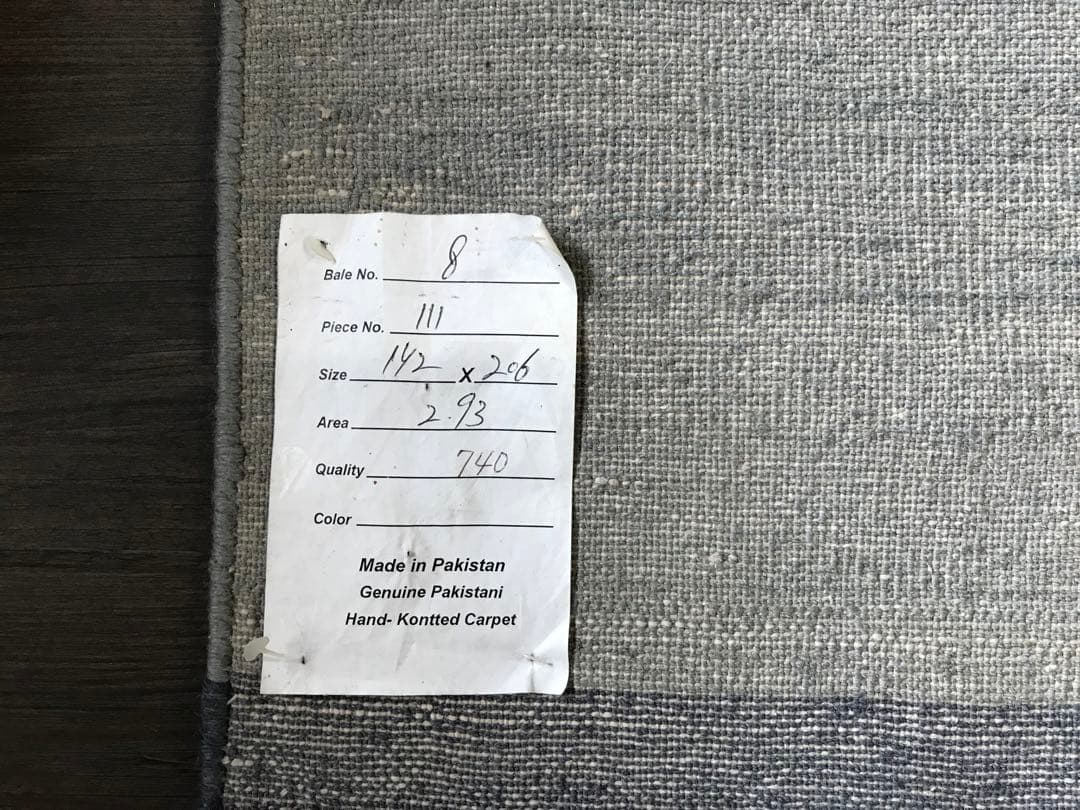 Bale No. 8
Piece No. 111
Size 142 x 206
Area 2.93
Quality 740
Color
Made in Pakistan
Genuine Pakistani
Hand- Kontted Carpet